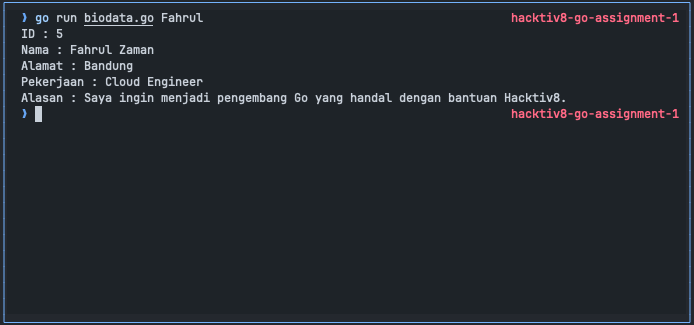 ❯ go run biodata.go Fahrul hacktiv8-go-assignment-1
ID : 5
Nama : Fahrul Zaman
Alamat : Bandung
Pekerjaan : Cloud Engineer
Alasan : Saya ingin menjadi pengembang Go yang handal dengan bantuan Hacktiv8.
❯ hacktiv8-go-assignment-1